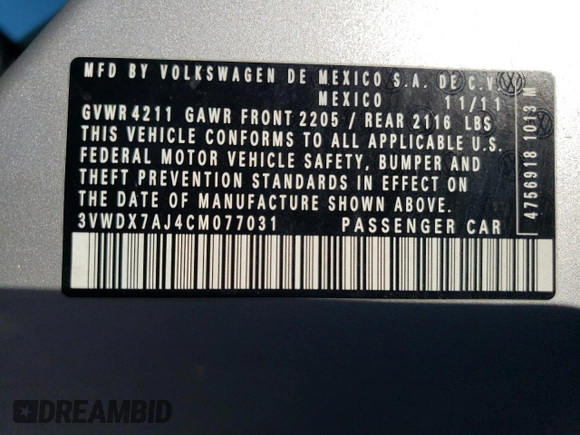 MFD BY VOLKSWAGEN DE MEXICO S.A. DE C.V.
MEXICO 11/11
GVWR 4211 GAWR FRONT 2205 / REAR 2116 LBS
THIS VEHICLE CONFORMS TO ALL APPLICABLE U.S.
FEDERAL MOTOR VEHICLE SAFETY, BUMPER AND
THEFT PREVENTION STANDARDS IN EFFECT ON
THE DATE OF MANUFACTURE SHOWN ABOVE.
3VWDX7AJ4CM077031 PASSENGER CAR
4756918 1013 M
DREAMBID